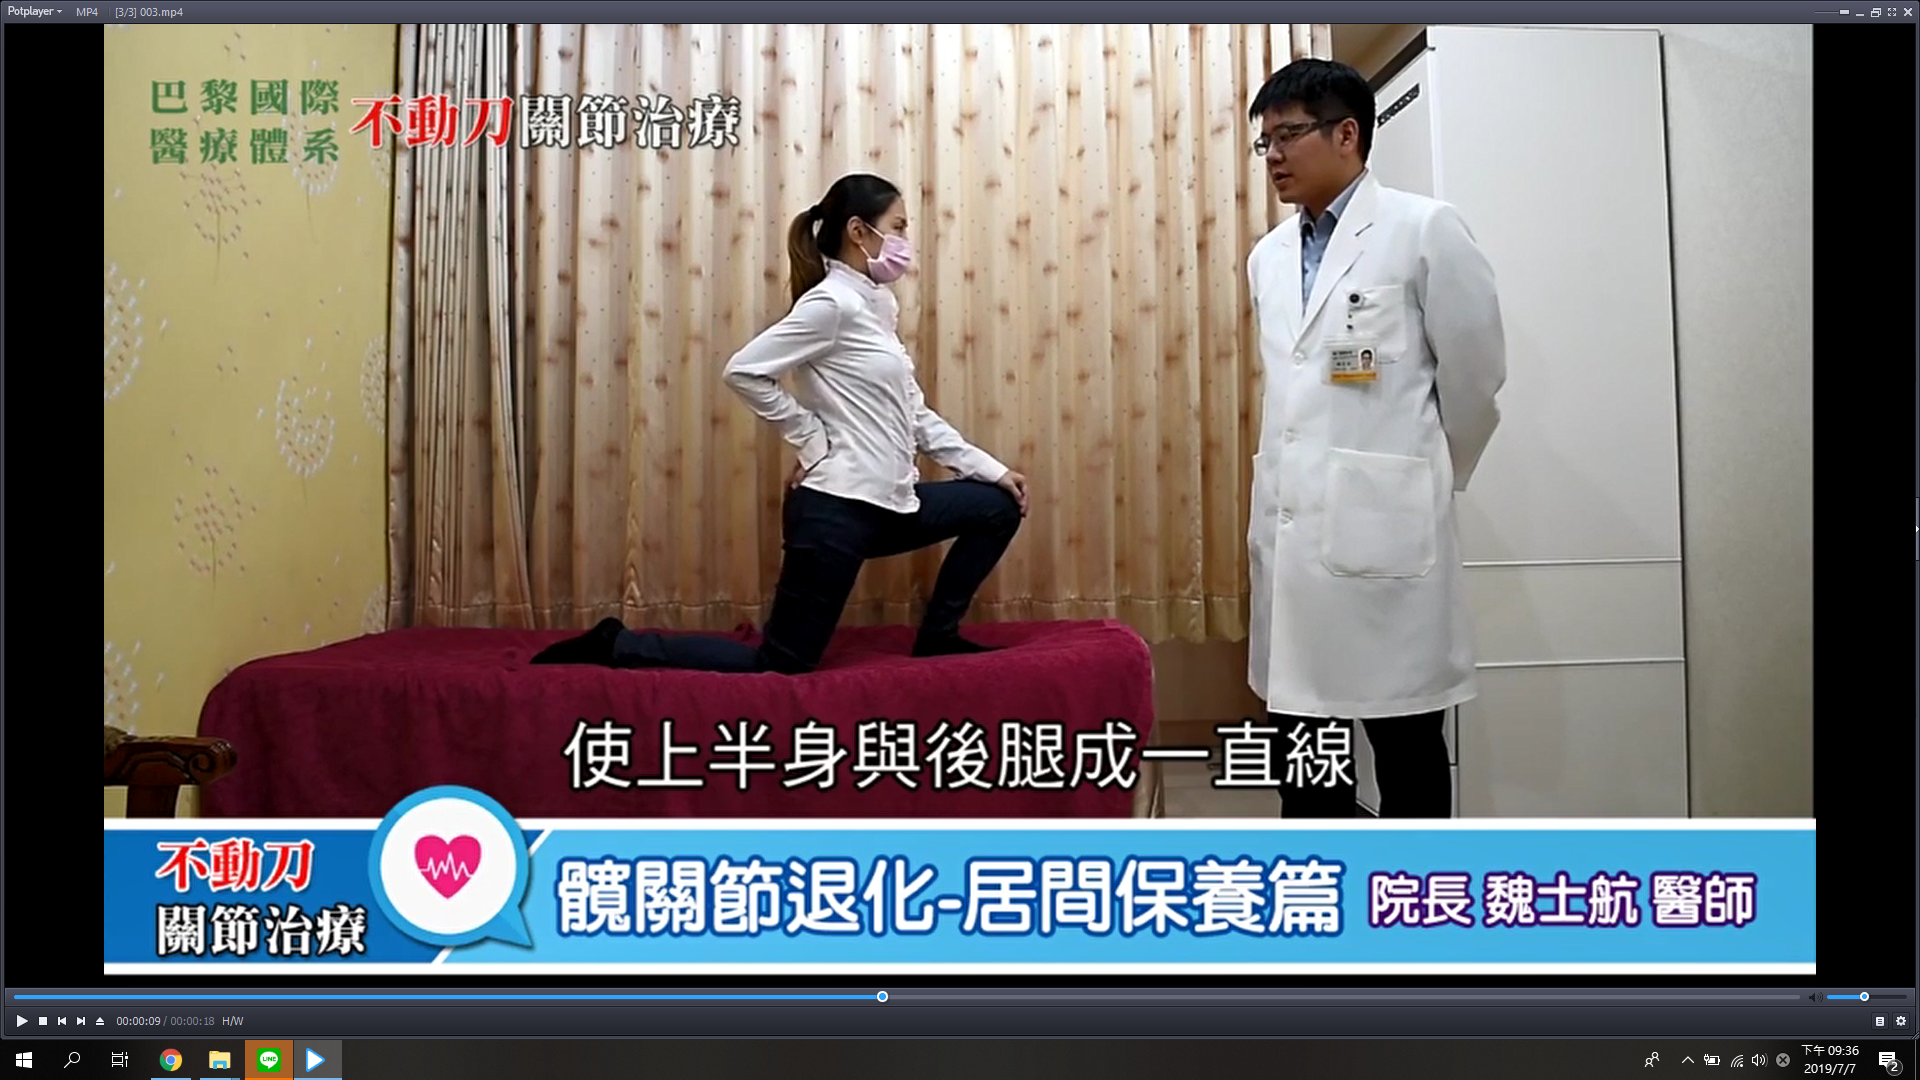 Potplayer MP4 [3/3] 003.mp4
巴黎國際
醫療體系
不動刀關節治療
使上半身與後腿成一直線
不動刀
關節治療
髖關節退化-居間保養篇 院長 魏士航 醫師
00:00:09 / 00:00:18 H/W
LINE
下午 09:36
2019/7/7
2